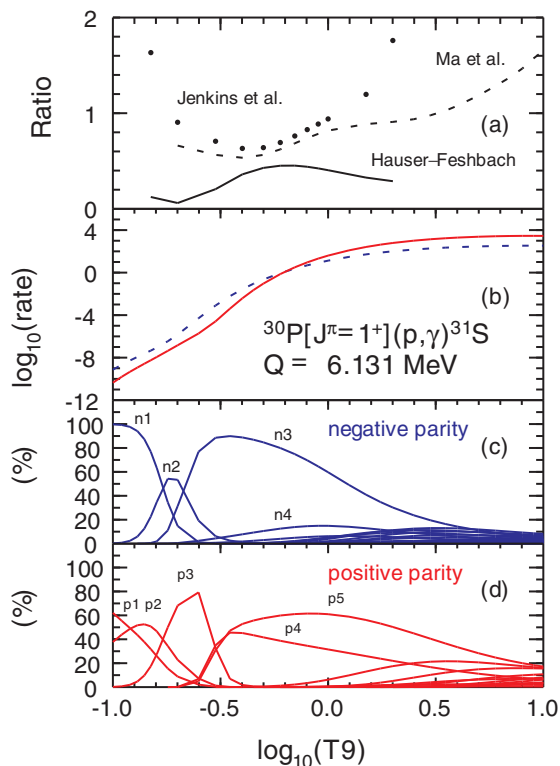 2
Ma et al.
Jenkins et al.
Ratio
1
(a)
Hauser–Feshbach
0
4
0
log₁₀(rate)
-4
(b)
³⁰P[Jᵖⁱ= 1⁺](p,γ)³¹S
-8
Q = 6.131 MeV
-12
100
n1
n3
negative parity
(c)
80
n2
(%)
60
40
n4
20
0
p3
positive parity
(d)
80
p1 p2
p5
(%)
60
p4
40
20
0
-1.0
-0.5
0.0
0.5
1.0
log₁₀(T9)